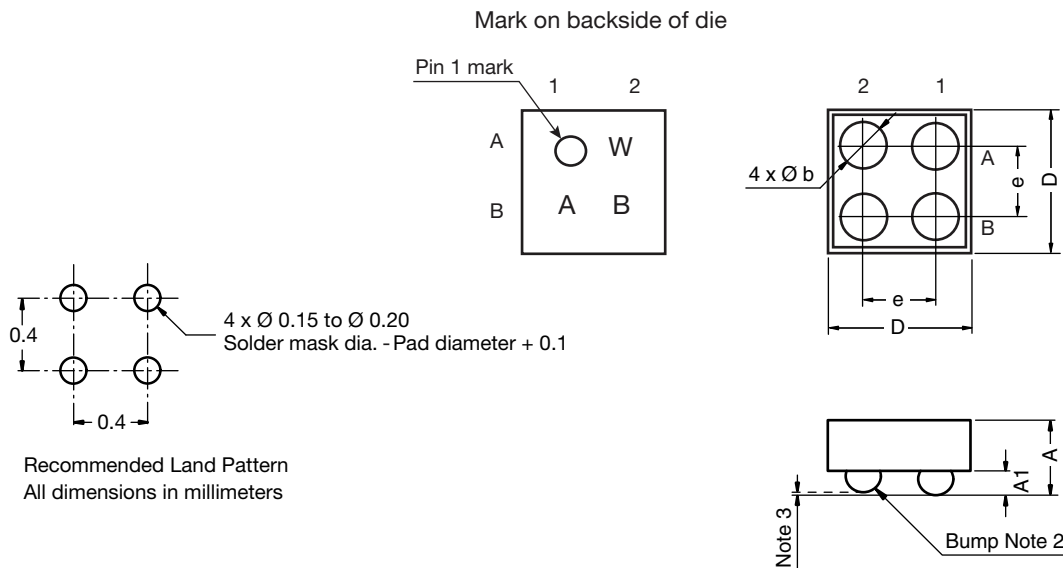 Mark on backside of die
Pin 1 mark
1 2
A W
B A B
2 1
4 x Ø b
A
B
e
D
e
D
0.4
0.4
4 x Ø 0.15 to Ø 0.20
Solder mask dia. - Pad diameter + 0.1
Recommended Land Pattern
All dimensions in millimeters
A
A1
Note 3
Bump Note 2